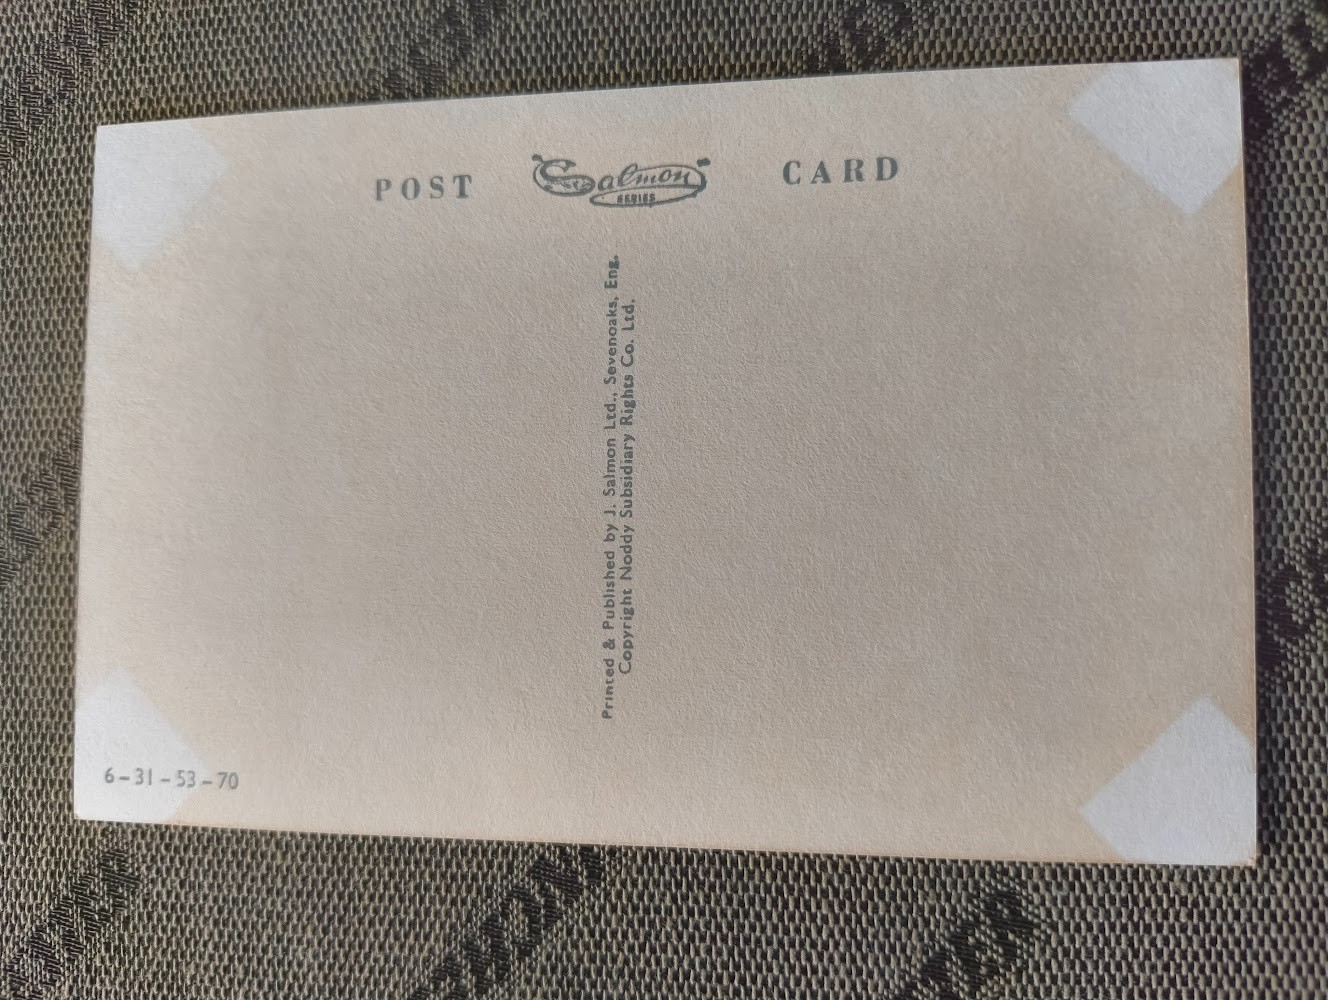 POST Salmon CARD
SERIES
Printed & Published by J. Salmon Ltd., Sevenoaks, Eng.
Copyright Noddy Subsidiary Rights Co. Ltd.
6-31-53-70